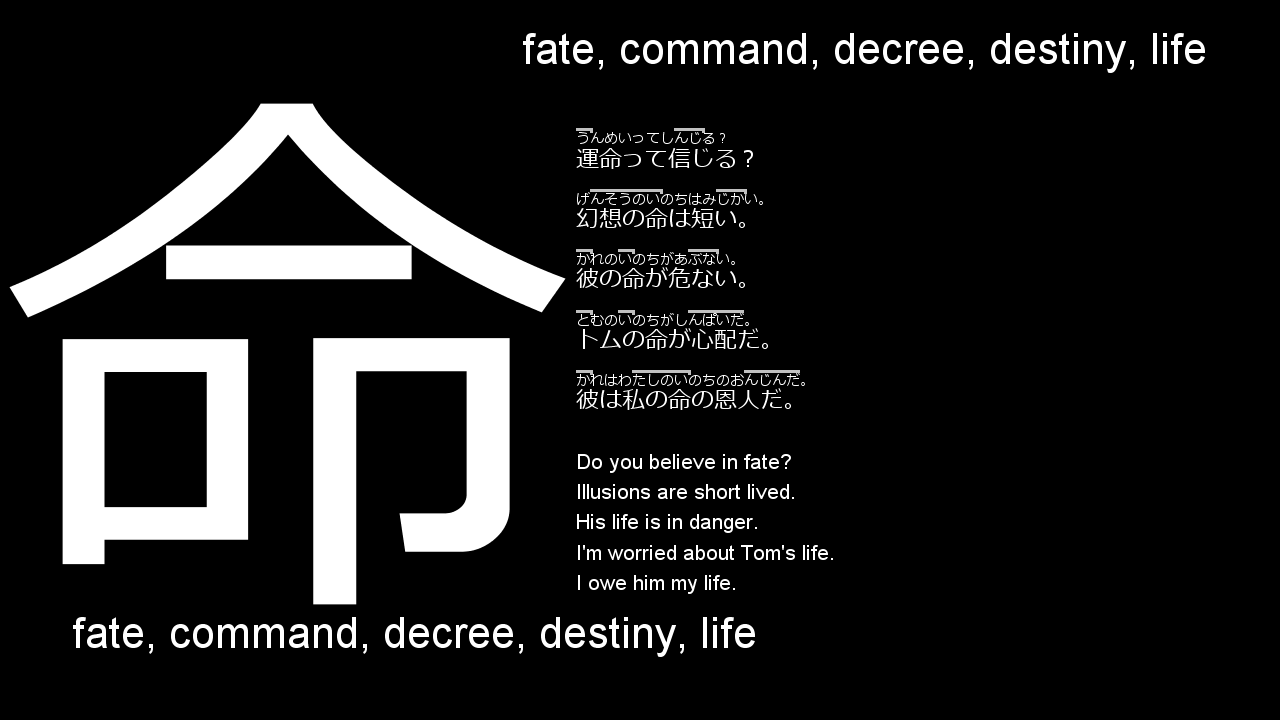 fate, command, decree, destiny, life
命
うんめいってしんじる？
運命って信じる？
げんそうのいのちはみじかい。
幻想の命は短い。
かれのいのちがあぶない。
彼の命が危ない。
とむのいのちがしんぱいだ。
トムの命が心配だ。
かれはわたしのいのちのおんじんだ。
彼は私の命の恩人だ。
Do you believe in fate?
Illusions are short lived.
His life is in danger.
I'm worried about Tom's life.
I owe him my life.
fate, command, decree, destiny, life